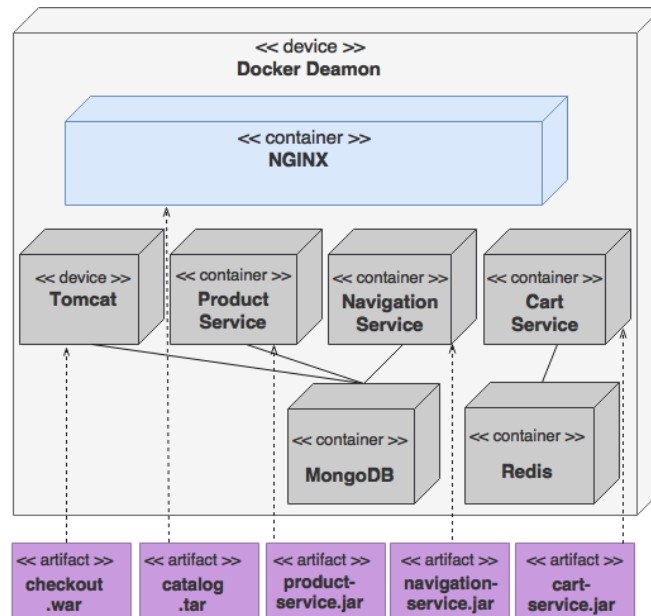 << device >>
Docker Deamon
<< container >>
NGINX
<< device >>
Tomcat
<< container >>
Product
Service
<< container >>
Navigation
Service
<< container >>
Cart
Service
<< container >>
MongoDB
<< container >>
Redis
<< artifact >>
checkout
.war
<< artifact >>
catalog
.tar
<< artifact >>
product-
service.jar
<< artifact >>
navigation-
service.jar
<< artifact >>
cart-
service.jar